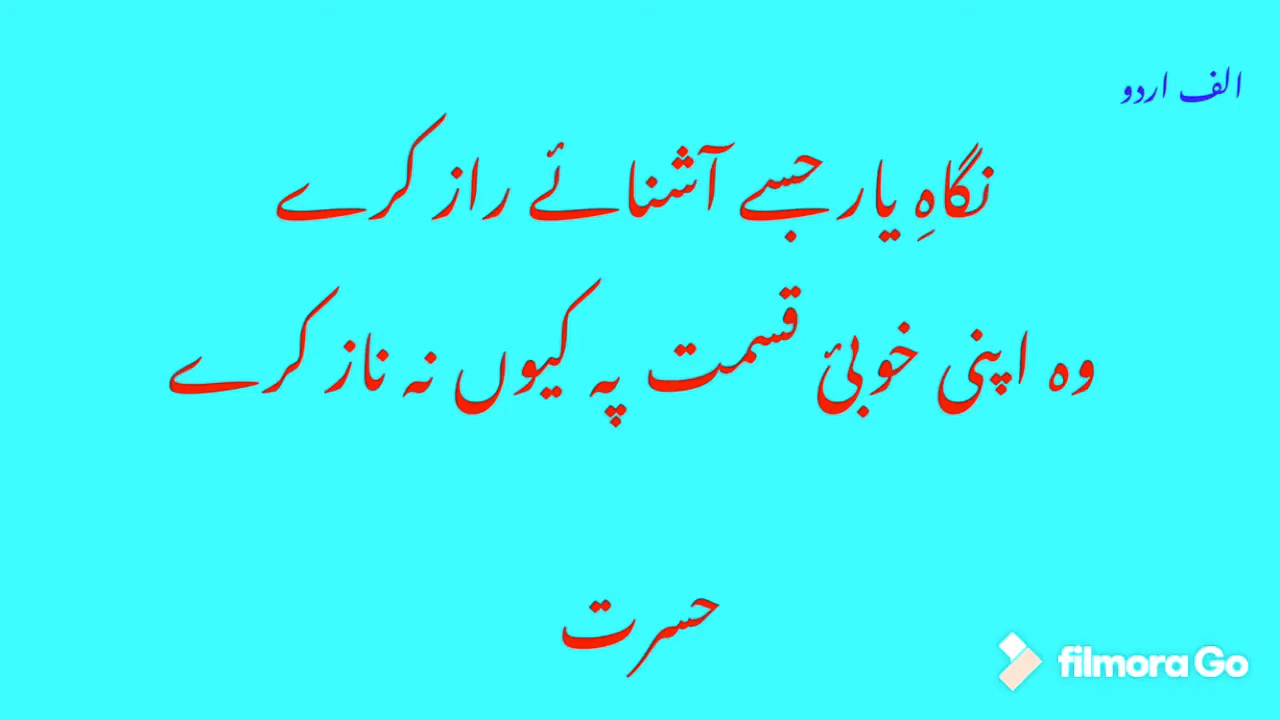 الف اردو
نگاہِ یار جسے آشنائے راز کرے
وہ اپنی خوبئ قسمت پہ کیوں نہ ناز کرے
حسرت
filmora Go